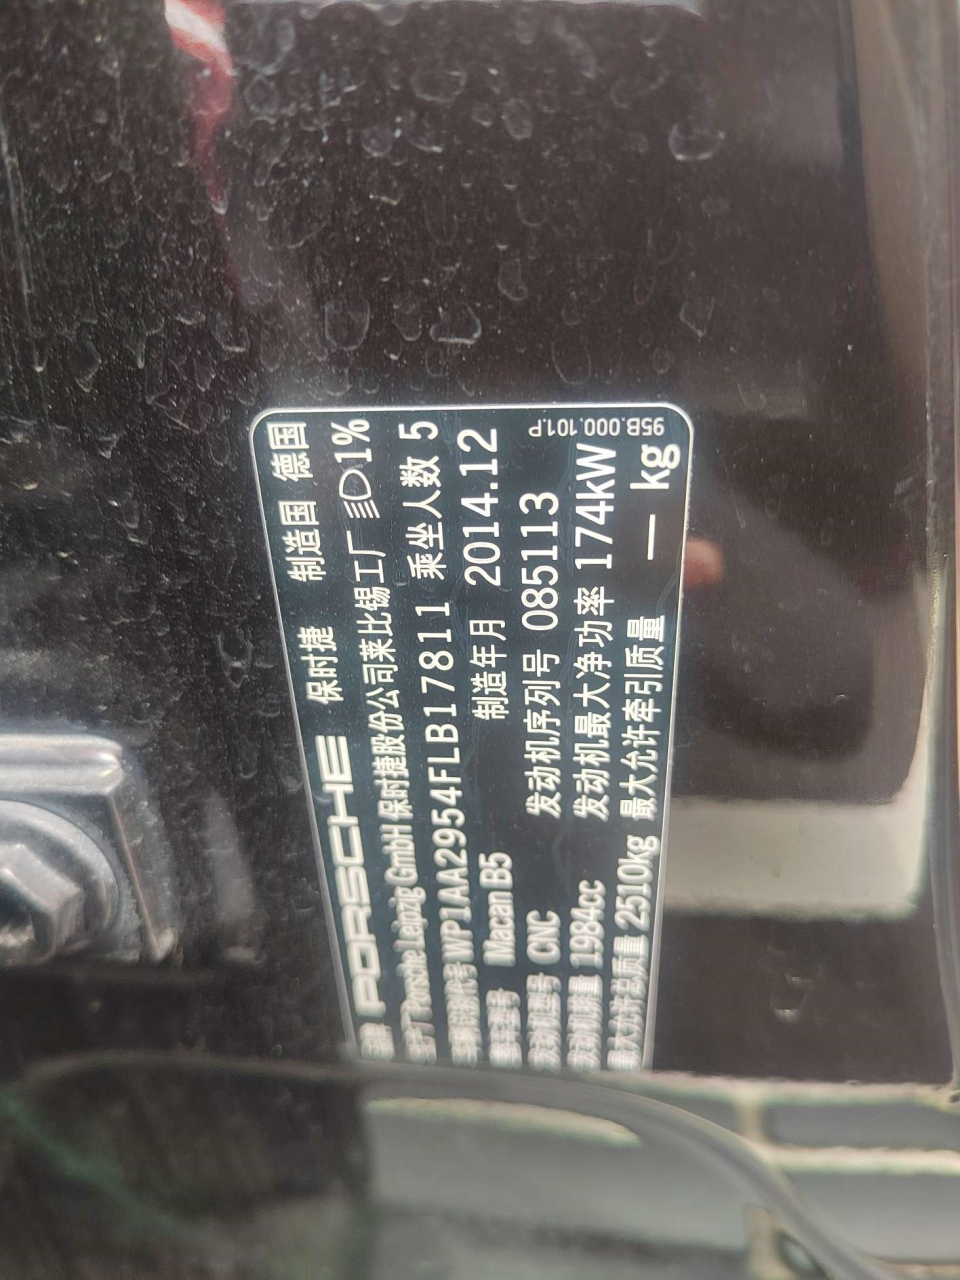 品牌 PORSCHE 保时捷 制造国 德国
生产厂 Porsche Leipzig GmbH 保时捷股份公司莱比锡工厂 1%
车辆识别代号 WP1AA2954FLB17811 乘坐人数 5
整车型号 Macan B5 制造年月 2014.12
发动机型号 CNC 发动机序列号 085113
发动机排量 1984cc 发动机最大净功率 174kW
最大允许总质量 2510kg 最大允许牵引质量 — kg
95B.000.101.P